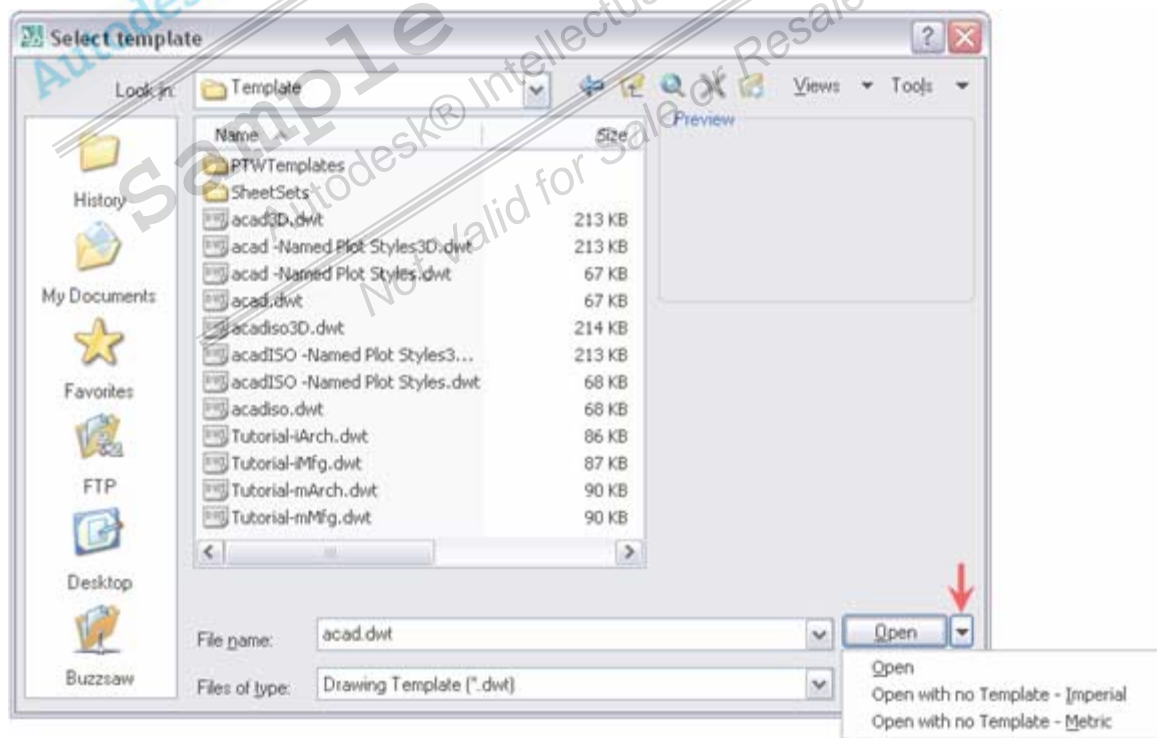 Autodes
Sample
Autodesk® Intellectu
Not Valid for Sale or Resale
Select template
Look in:
Template
Views
Tools
Name
Size
Preview
PTWTemplates
SheetSets
acad3D.dwt 213 KB
acad -Named Plot Styles3D.dwt 213 KB
acad -Named Plot Styles.dwt 67 KB
acad.dwt 67 KB
acadiso3D.dwt 214 KB
acadISO -Named Plot Styles3... 213 KB
acadISO -Named Plot Styles.dwt 68 KB
acadiso.dwt 68 KB
Tutorial-iArch.dwt 86 KB
Tutorial-iMfg.dwt 87 KB
Tutorial-mArch.dwt 90 KB
Tutorial-mMfg.dwt 90 KB
History
My Documents
Favorites
FTP
Desktop
Buzzsaw
File name: acad.dwt
Open
Files of type: Drawing Template (*.dwt)
Open
Open with no Template - Imperial
Open with no Template - Metric